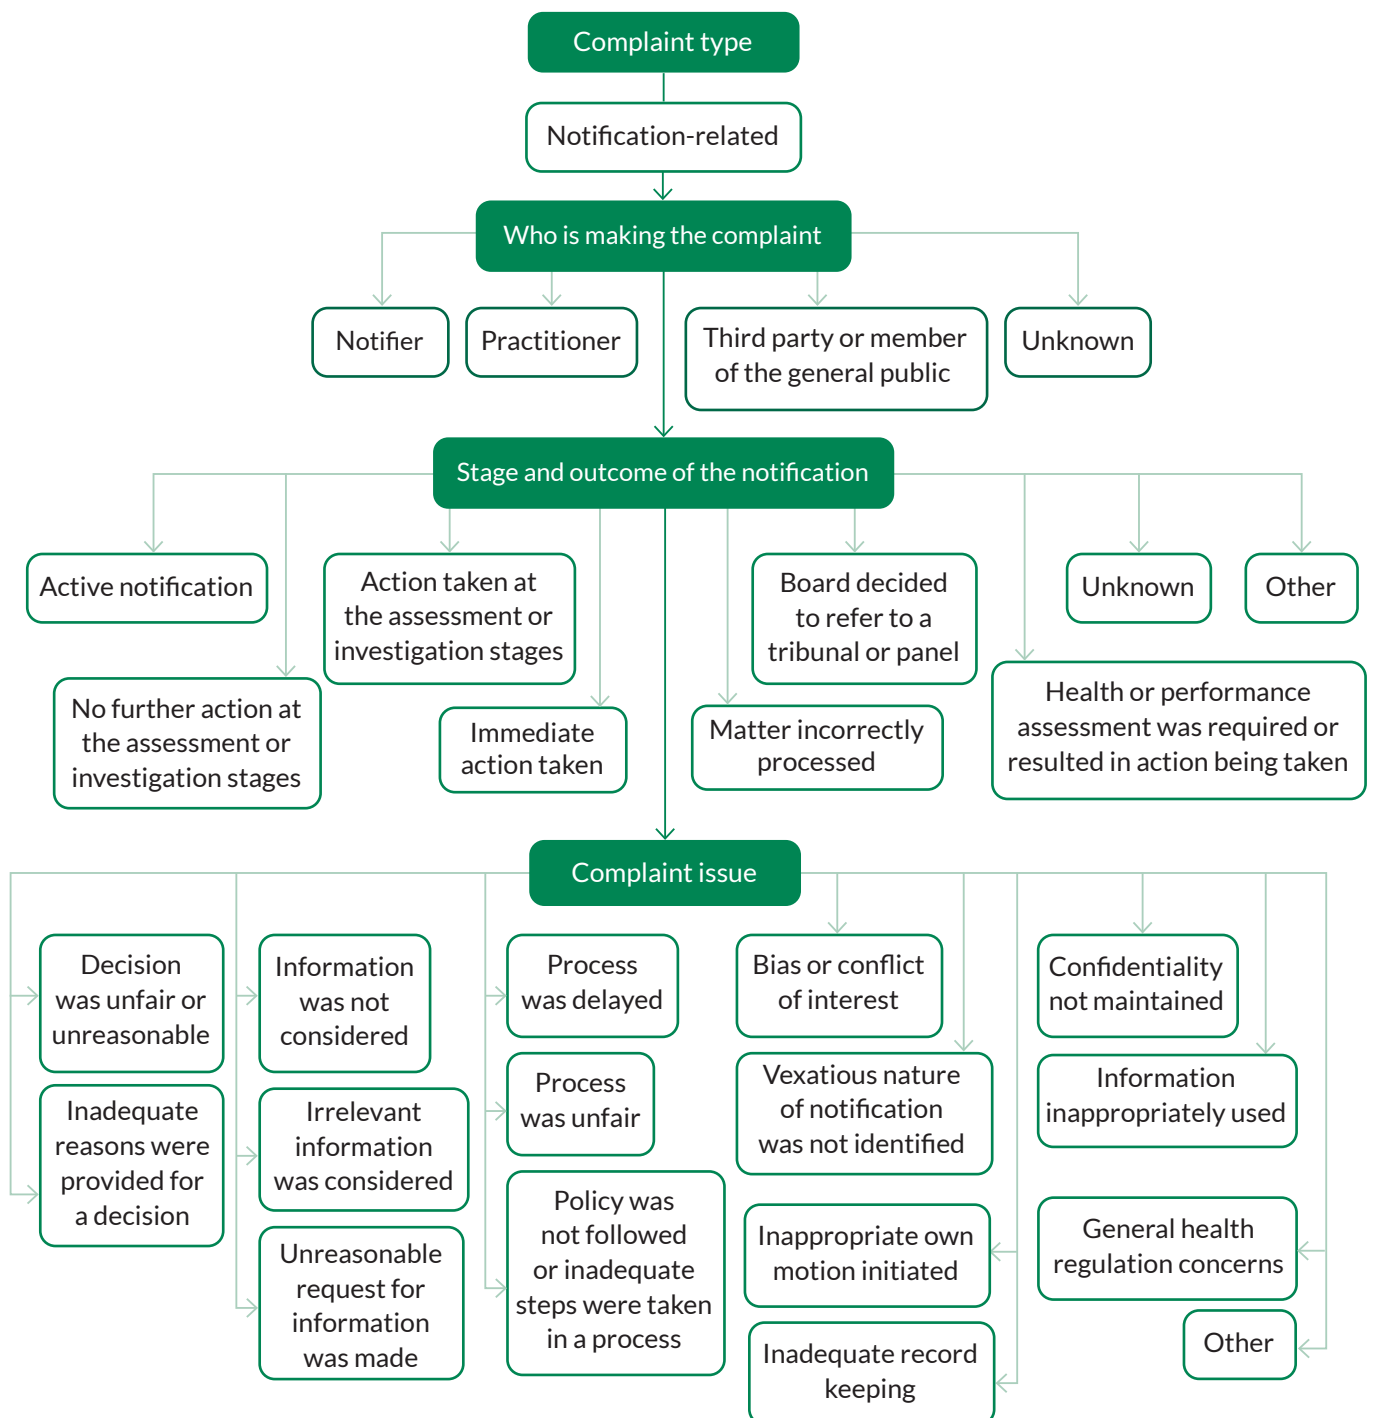 Complaint type
Notification-related
Who is making the complaint
Notifier
Practitioner
Third party or member
of the general public
Unknown
Stage and outcome of the notification
Active notification
No further action at
the assessment or
investigation stages
Action taken at
the assessment or
investigation stages
Immediate
action taken
Matter incorrectly
processed
Board decided
to refer to a
tribunal or panel
Health or performance
assessment was required or
resulted in action being taken
Unknown
Other
Complaint issue
Decision
was unfair or
unreasonable
Inadequate
reasons were
provided for
a decision
Information
was not
considered
Irrelevant
information
was considered
Unreasonable
request for
information
was made
Process
was delayed
Process
was unfair
Policy was
not followed
or inadequate
steps were taken
in a process
Bias or conflict
of interest
Vexatious nature
of notification
was not identified
Inappropriate own
motion initiated
Inadequate record
keeping
Confidentiality
not maintained
Information
inappropriately used
General health
regulation concerns
Other